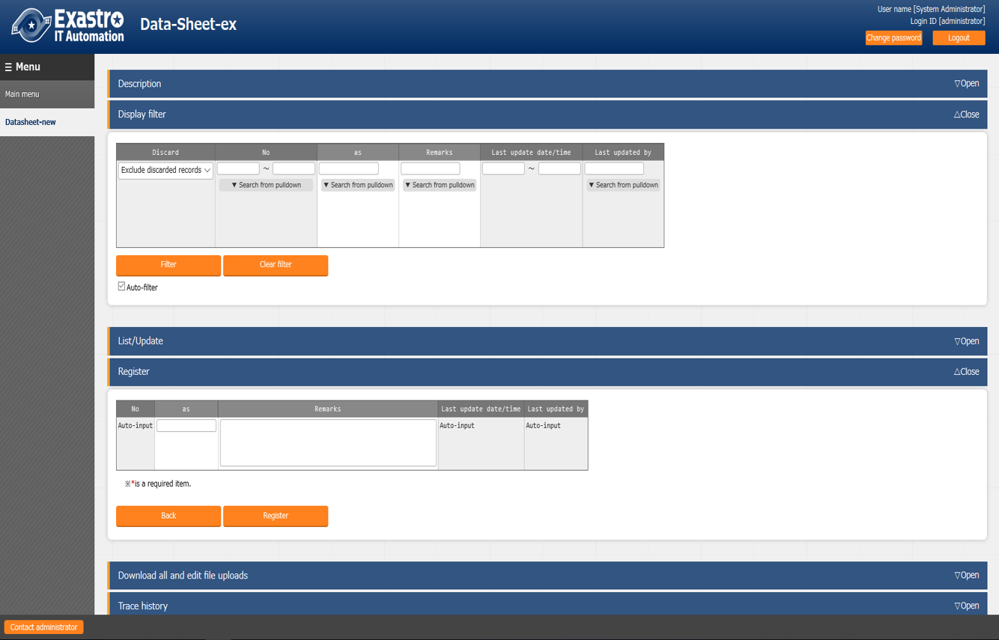 Exastro
IT Automation
Data-Sheet-ex
User name [System Administrator]
Login ID [administrator]
Change password Logout
☰ Menu
Main menu
Datasheet-new
Description ▽Open
Display filter △Close
Discard No as Remarks Last update date/time Last updated by
Exclude discarded records ～ ～
▼ Search from pulldown ▼ Search from pulldown ▼ Search from pulldown ▼ Search from pulldown
Filter Clear filter
Auto-filter
List/Update ▽Open
Register △Close
No as Remarks Last update date/time Last updated by
Auto-input Auto-input Auto-input
※*is a required item.
Back Register
Download all and edit file uploads ▽Open
Trace history ▽Open
Contact administrator